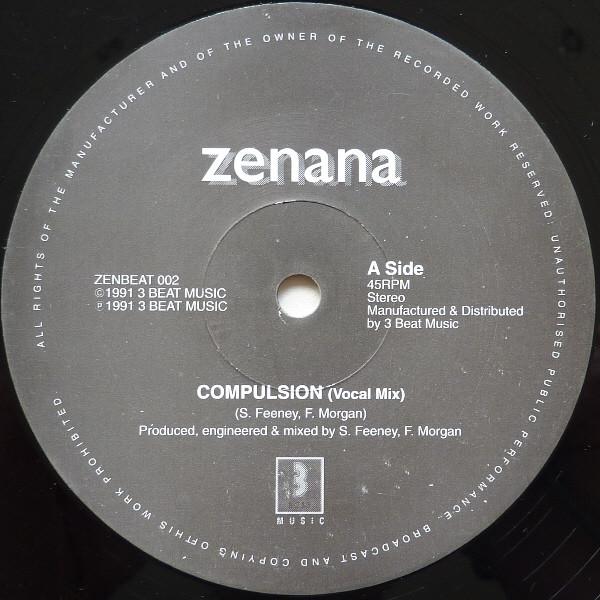 ALL RIGHTS OF THE MANUFACTURER AND OF THE OWNER OF THE RECORDED WORK RESERVED; UNAUTHORISED PUBLIC PERFORMANCE, BROADCAST AND COPYING OFTHIS WORK PROHIBITED
zenana
ZENBEAT 002
©1991 3 BEAT MUSIC
℗1991 3 BEAT MUSIC
A Side
45RPM
Stereo
Manufactured & Distributed
by 3 Beat Music
COMPULSION (Vocal Mix)
(S. Feeney, F. Morgan)
Produced, engineered & mixed by S. Feeney, F. Morgan
3
MUSIC